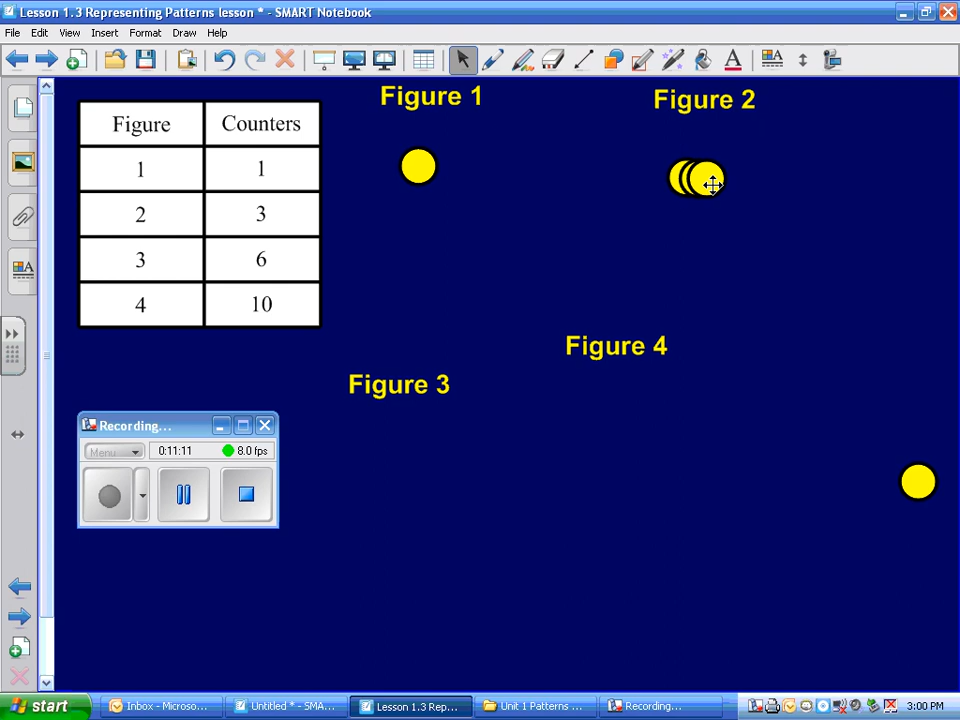 Lesson 1.3 Representing Patterns lesson * - SMART Notebook
File Edit View Insert Format Draw Help
Figure 1
Figure 2
Figure Counters
1 1
2 3
3 6
4 10
Figure 4
Figure 3
Recording...
Menu 0:11:11 8.0 fps
start Inbox - Microso... Untitled * - SMA... Lesson 1.3 Rep... Unit 1 Patterns ... Recording... 3:00 PM